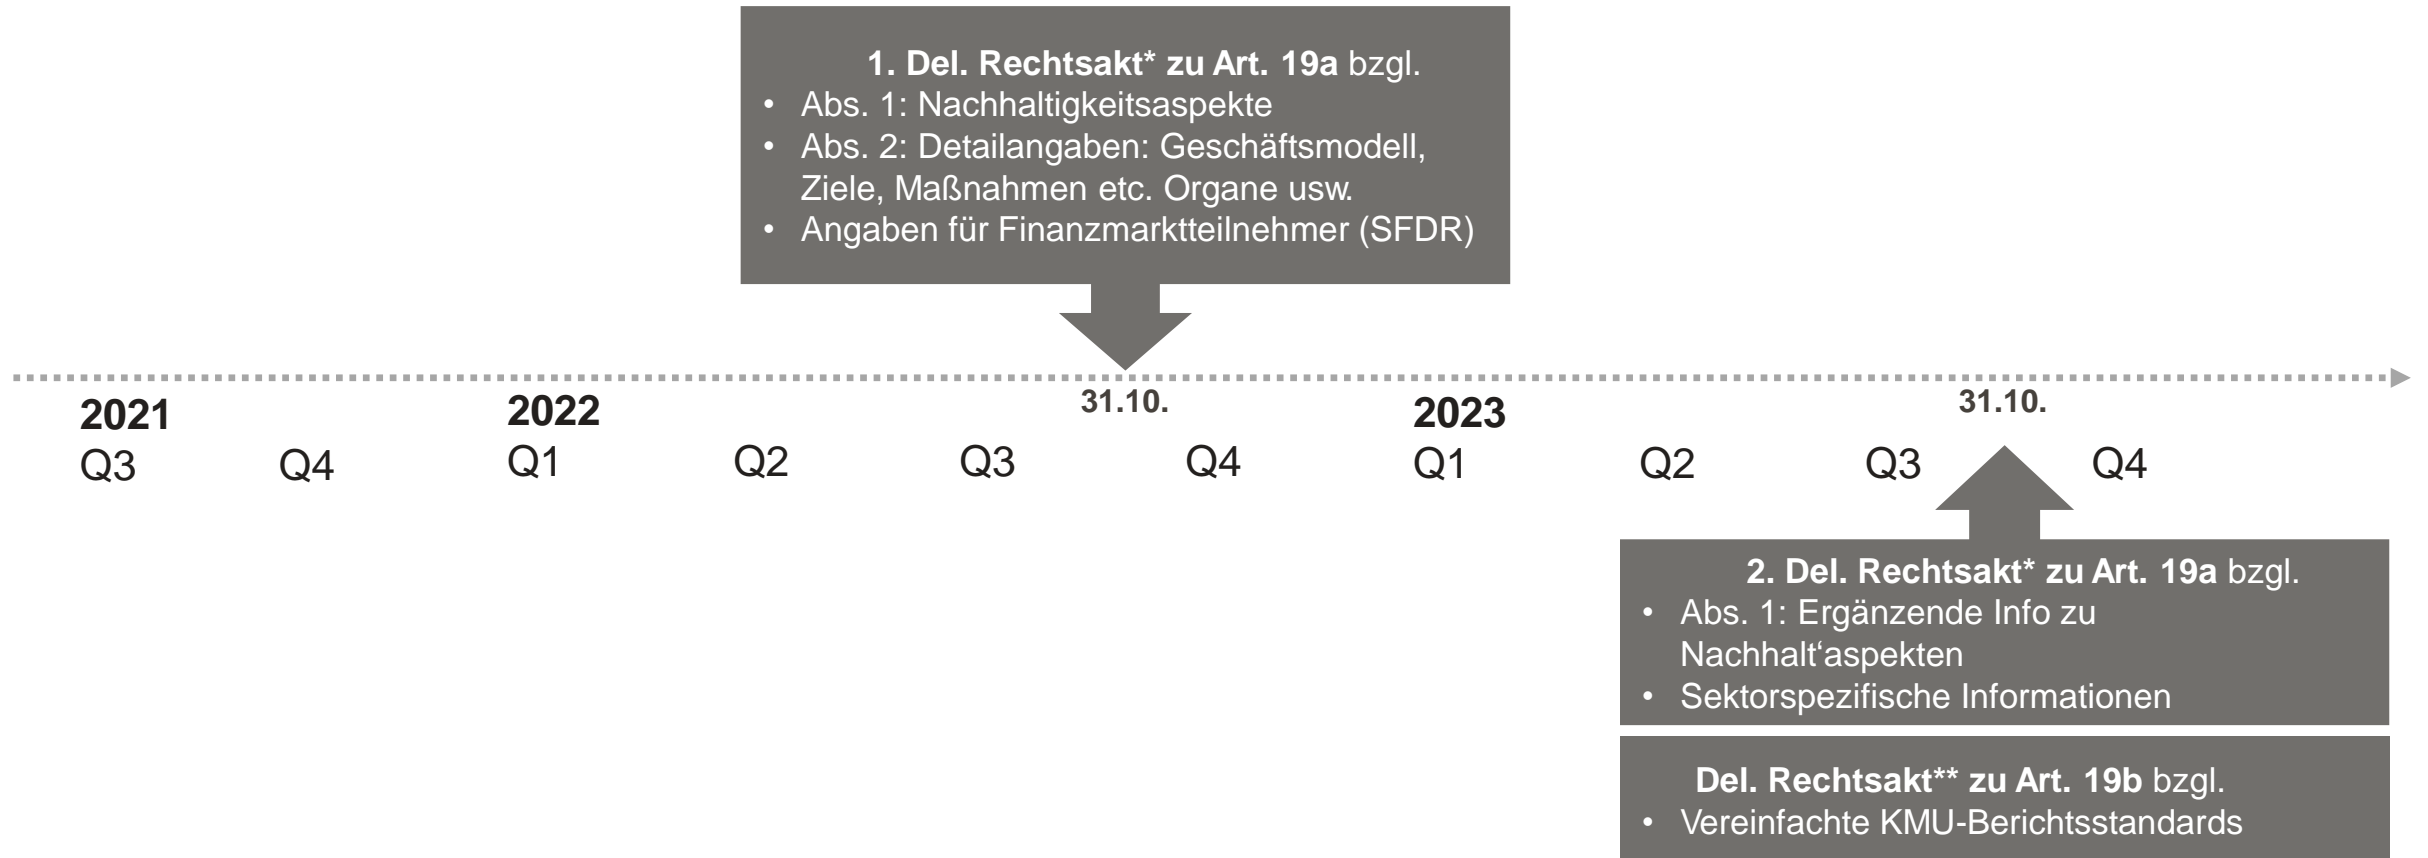 1. Del. Rechtsakt* zu Art. 19a bzgl.
• Abs. 1: Nachhaltigkeitsaspekte
• Abs. 2: Detailangaben: Geschäftsmodell,
Ziele, Maßnahmen etc. Organe usw.
• Angaben für Finanzmarktteilnehmer (SFDR)
31.10. 31.10.
2021 2022 2023
Q3 Q4 Q1 Q2 Q3 Q4 Q1 Q2 Q3 Q4
2. Del. Rechtsakt* zu Art. 19a bzgl.
• Abs. 1: Ergänzende Info zu
Nachhalt‘aspekten
• Sektorspezifische Informationen
Del. Rechtsakt** zu Art. 19b bzgl.
• Vereinfachte KMU-Berichtsstandards